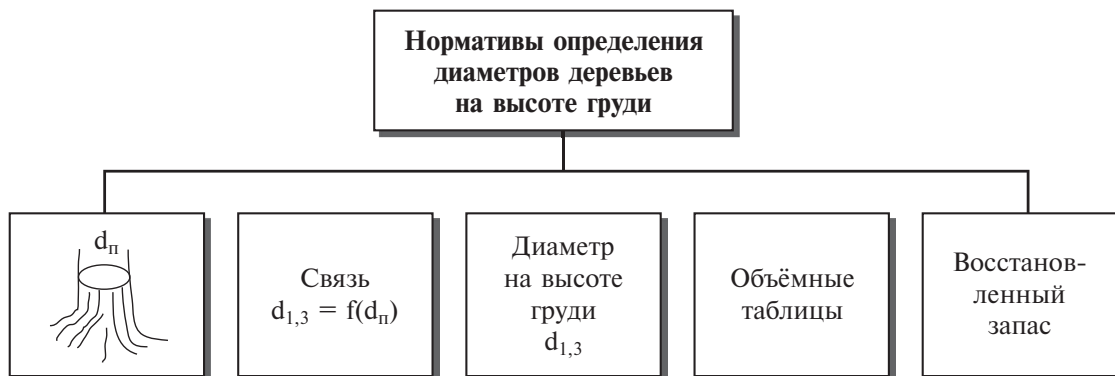 Нормативы определения
диаметров деревьев
на высоте груди
dп
Связь
d1,3 = f(dп)
Диаметр
на высоте
груди
d1,3
Объёмные
таблицы
Восстанов-
ленный
запас